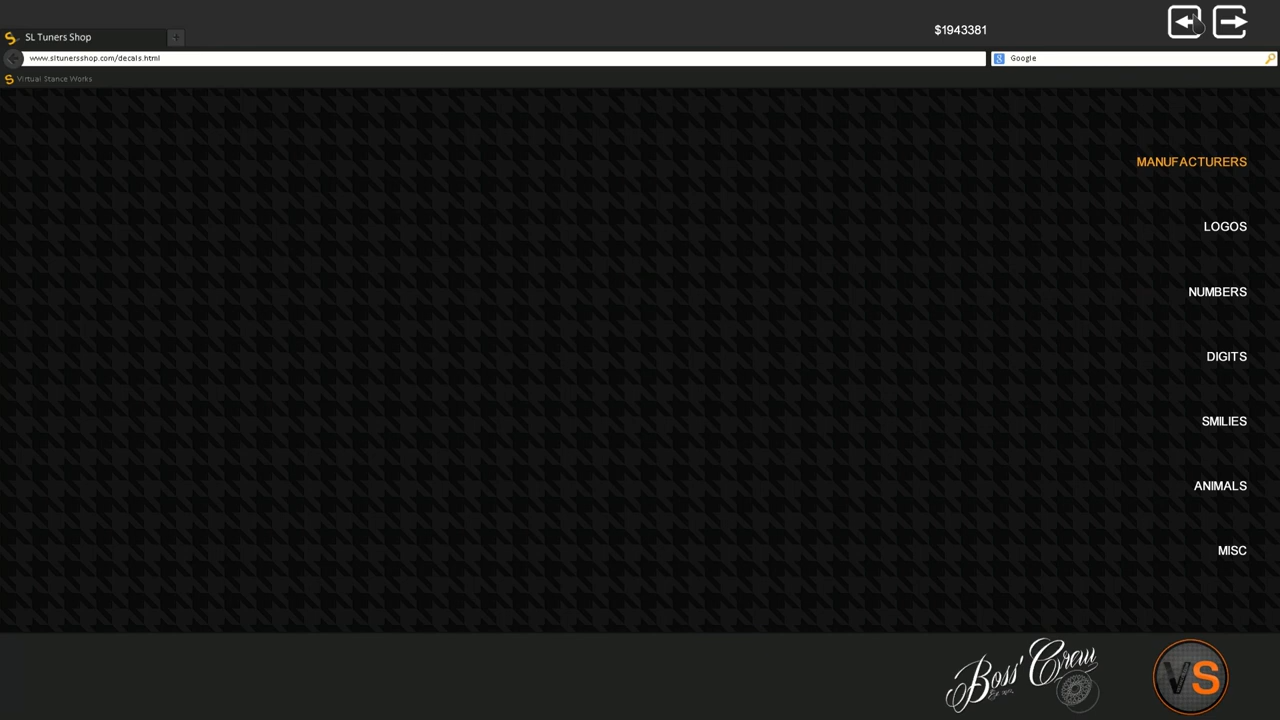 $1943381
SL Tuners Shop
www.sltunersshop.com/decals.html
Google
Virtual Stance Works
MANUFACTURERS
LOGOS
NUMBERS
DIGITS
SMILIES
ANIMALS
MISC
Boss' Crew
VS